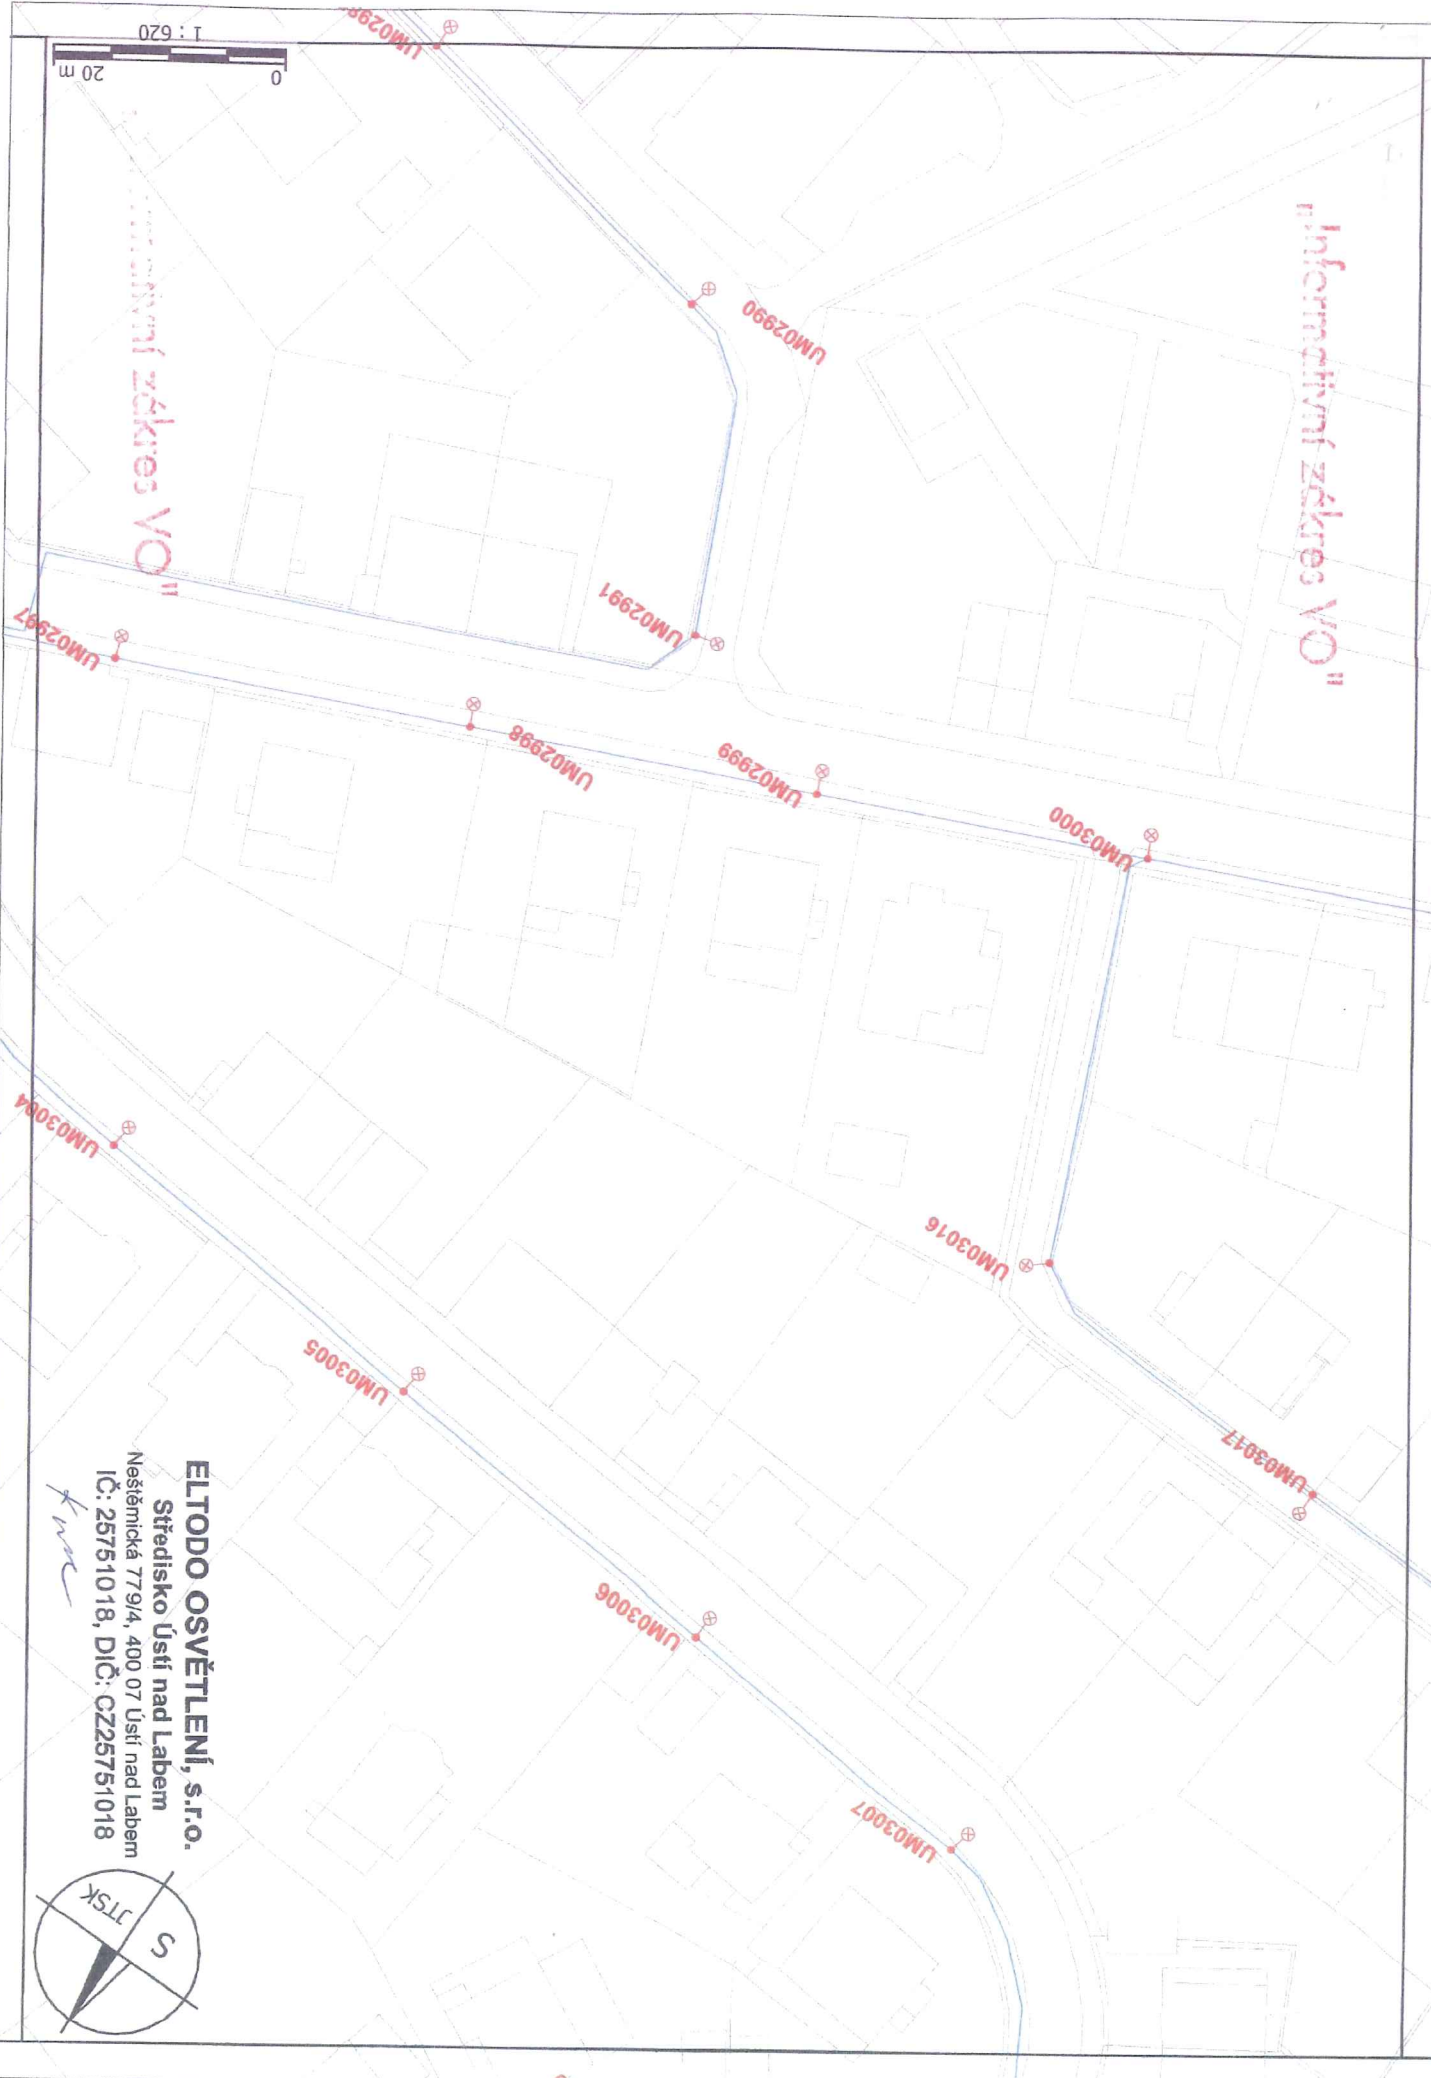 1 : 620
0
20 m
UM02990
UM02991
UM02997
UM02998
UM02999
UM03000
UM03004
UM03016
UM03005
UM03017
UM03006
UM03007
"Informativní zákres VO"
zákres VO"
ELTODO OSVĚTLENÍ, s.r.o.
Středisko Ústí nad Labem
Neštěmická 779/4, 400 07 Ústí nad Labem
IČ: 25751018, DIČ: CZ25751018
S
JTSK